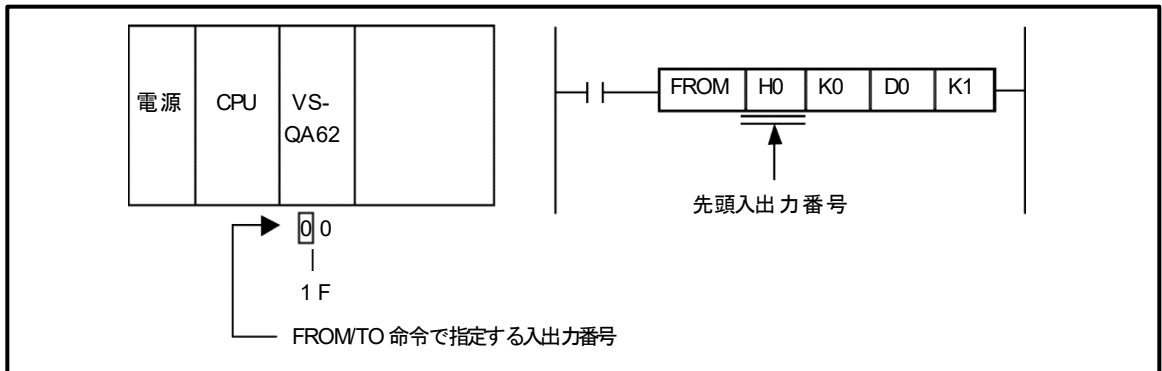 電源 CPU VS-
QA62
FROM H0 K0 D0 K1
先頭入出力番号
0 0
1 F
FROM/TO 命令で指定する入出力番号